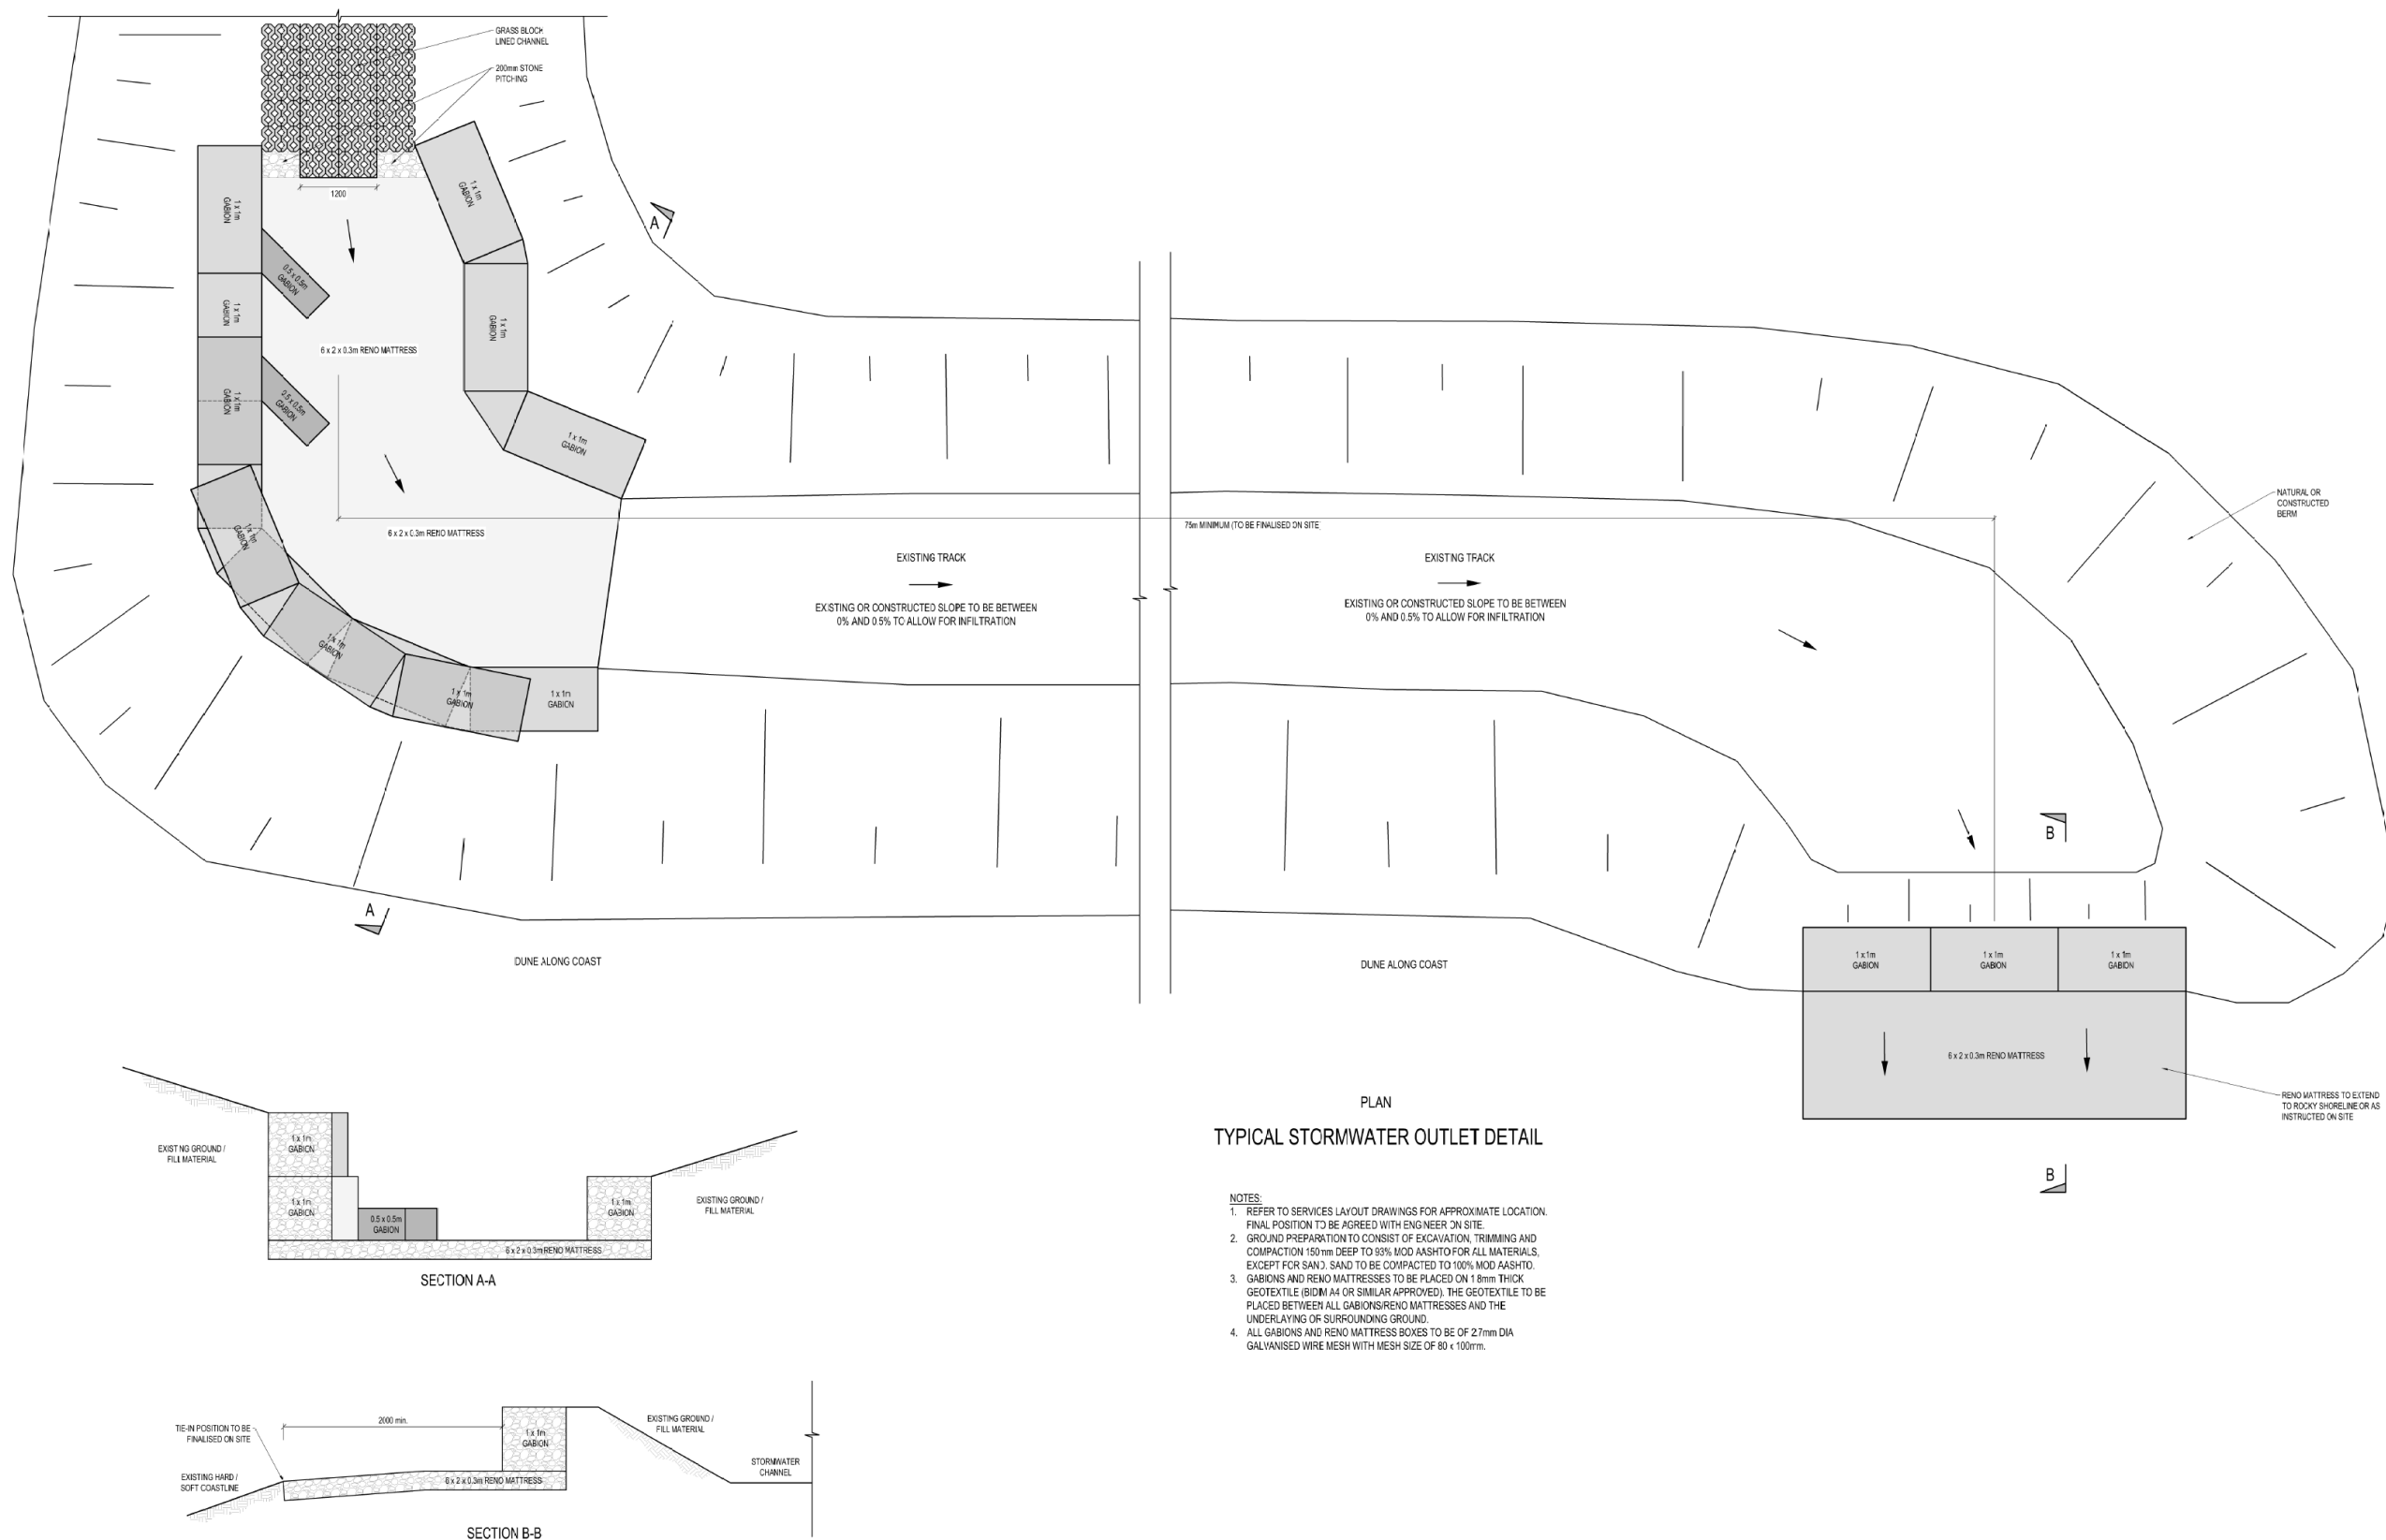 GRASS BLOCK
LINED CHANNEL
200mm STONE
PITCHING
1200
1 x 1m
GABION
1 x 1m
GABION
0.5 x 0.5m
GABION
1 x 1m
GABION
1 x 1m
GABION
6 x 2 x 0.3m RENO MATTRESS
1 x 1m
GABION
2.5 x 0.5m
GABION
1 x 1m
GABION
1 x 1m
GABION
6 x 2 x 0.3m RENO MATTRESS
1 x 1m
GABION
1 x 1m
GABION
1 x 1m
GABION
A
A
75m MINIMUM (TO BE FINALISED ON SITE
EXISTING TRACK
EXISTING OR CONSTRUCTED SLOPE TO BE BETWEEN
0% AND 0.5% TO ALLOW FOR INFILTRATION
EXISTING TRACK
EXISTING OR CONSTRUCTED SLOPE TO BE BETWEEN
0% AND 0.5% TO ALLOW FOR INFILTRATION
NATURAL OR
CONSTRUCTED
BERM
B
DUNE ALONG COAST
DUNE ALONG COAST
1 x 1m
GABION
1 x 1m
GABION
1 x 1m
GABION
6 x 2 x 0.3m RENO MATTRESS
RENO MATTRESS TO EXTEND
TO ROCKY SHORELINE OR AS
INSTRUCTED ON SITE
B
PLAN
TYPICAL STORMWATER OUTLET DETAIL
EXISTING GROUND /
FILL MATERIAL
1 x 1m
GABION
1 x 1m
GABION
0.5 x 0.5m
GABION
1 x 1m
GABION
EXISTING GROUND /
FILL MATERIAL
6 x 2 x 0.3m RENO MATTRESS
SECTION A-A
NOTES:
1. REFER TO SERVICES LAYOUT DRAWINGS FOR APPROXIMATE LOCATION.
FINAL POSITION TO BE AGREED WITH ENGINEER ON SITE.
2. GROUND PREPARATION TO CONSIST OF EXCAVATION, TRIMMING AND
COMPACTION 150mm DEEP TO 93% MOD AASHTO FOR ALL MATERIALS,
EXCEPT FOR SAND. SAND TO BE COMPACTED TO 100% MOD AASHTO.
3. GABIONS AND RENO MATTRESSES TO BE PLACED ON 1.8mm THICK
GEOTEXTILE (BIDIM A4 OR SIMILAR APPROVED). THE GEOTEXTILE TO BE
PLACED BETWEEN ALL GABIONS/RENO MATTRESSES AND THE
UNDERLAYING OF SURROUNDING GROUND.
4. ALL GABIONS AND RENO MATTRESS BOXES TO BE OF 2.7mm DIA
GALVANISED WIRE MESH WITH MESH SIZE OF 80 x 100mm.
TIE-IN POSITION TO BE
FINALISED ON SITE
2000 min.
1 x 1m
GABION
EXISTING GROUND /
FILL MATERIAL
STORMWATER
CHANNEL
EXISTING HARD /
SOFT COASTLINE
6 x 2 x 0.3m RENO MATTRESS
SECTION B-B